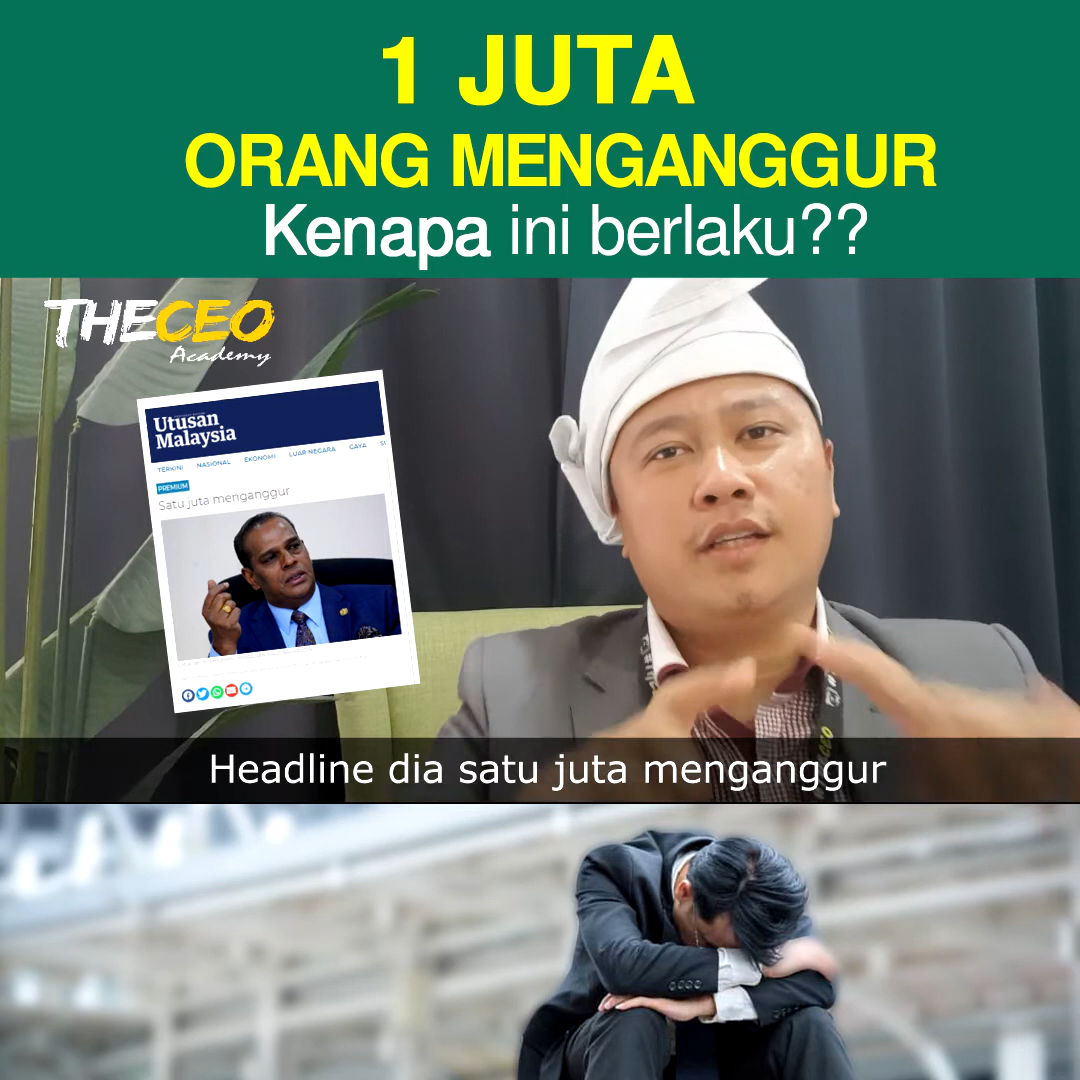 1 JUTA
ORANG MENGANGGUR
Kenapa ini berlaku??
THECEO
Academy
Utusan
Malaysia
TERKINI NASIONAL EKONOMI LUAR NEGARA GAYA
PREMIUM
Satu juta menganggur
CEO
Headline dia satu juta menganggur